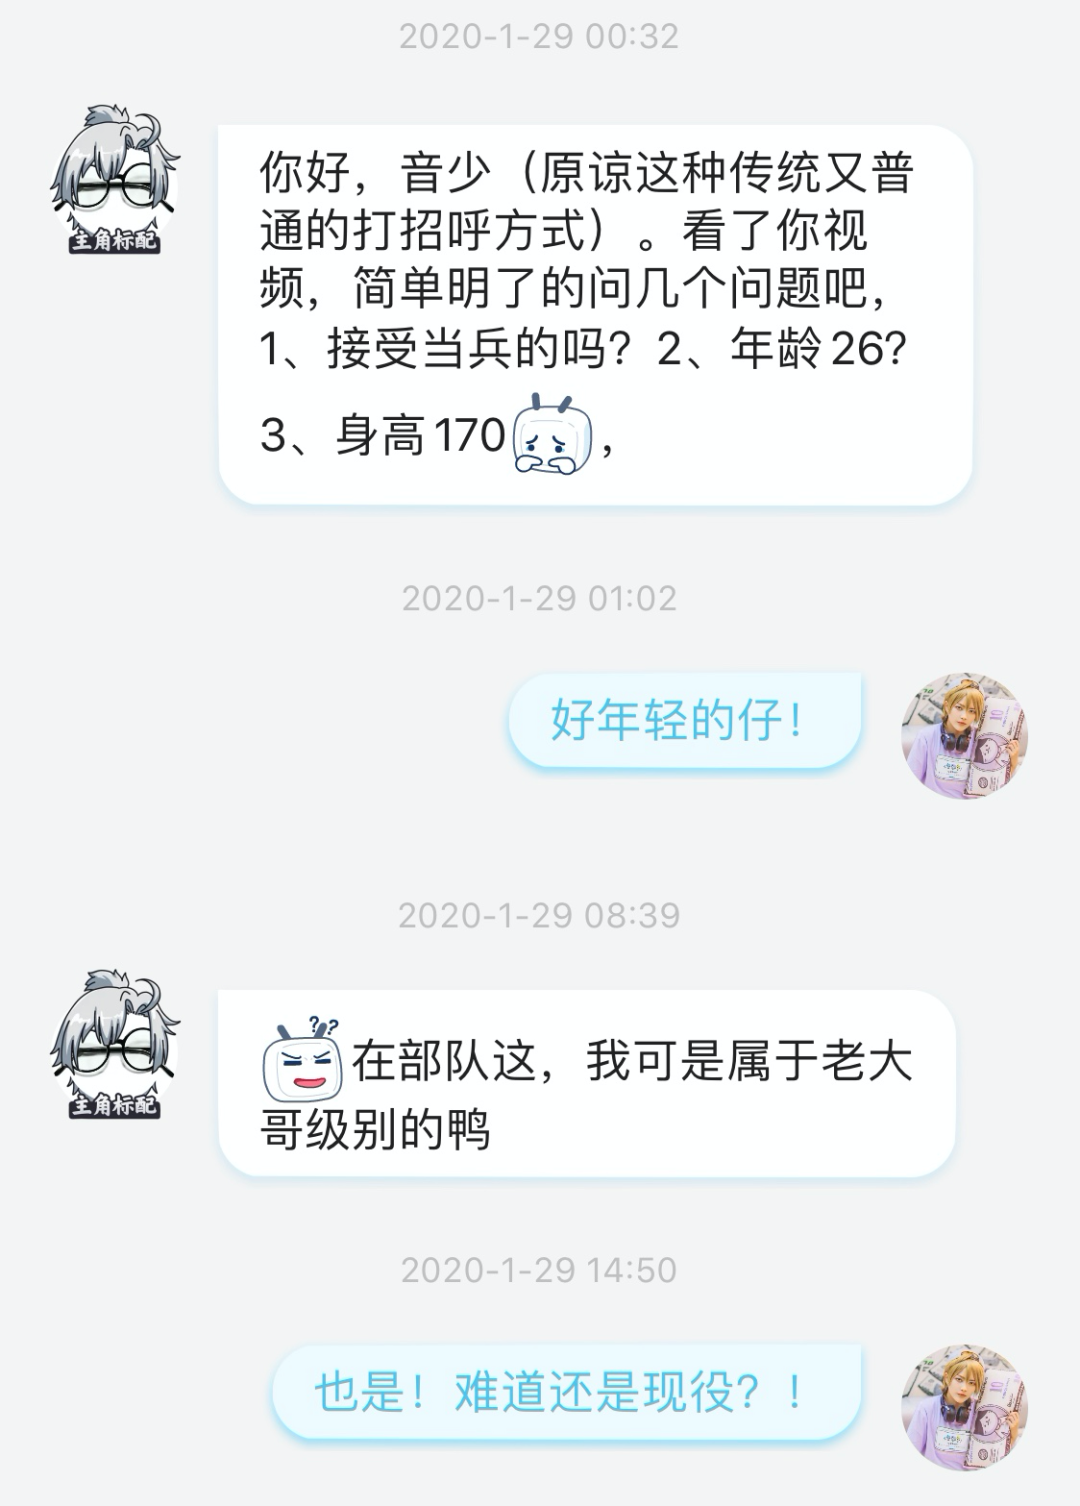 2020-1-29 00:32
主角标配
你好，音少（原谅这种传统又普
通的打招呼方式）。看了你视
频，简单明了的问几个问题吧，
1、接受当兵的吗？2、年龄26?
3、身高170，
2020-1-29 01:02
好年轻的仔！
2020-1-29 08:39
主角标配
??
在部队这，我可是属于老大
哥级别的鸭
2020-1-29 14:50
也是！难道还是现役？！